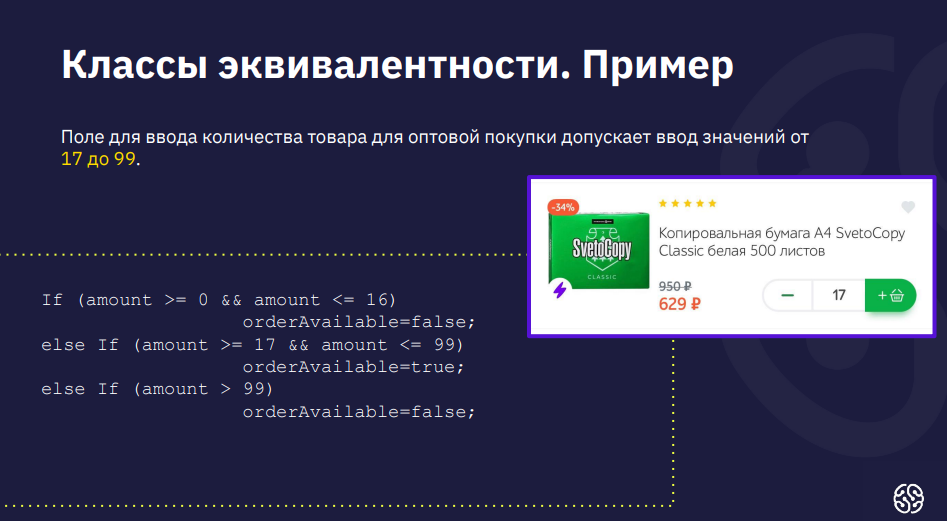 Классы эквивалентности. Пример
Поле для ввода количества товара для оптовой покупки допускает ввод значений от
17 до 99.
-34%
SvetoCopy
CLASSIC
Копировальная бумага А4 SvetoCopy
Classic белая 500 листов
950 ₽
629 ₽
— 17 +
If (amount >= 0 && amount <= 16)
orderAvailable=false;
else If (amount >= 17 && amount <= 99)
orderAvailable=true;
else If (amount > 99)
orderAvailable=false;